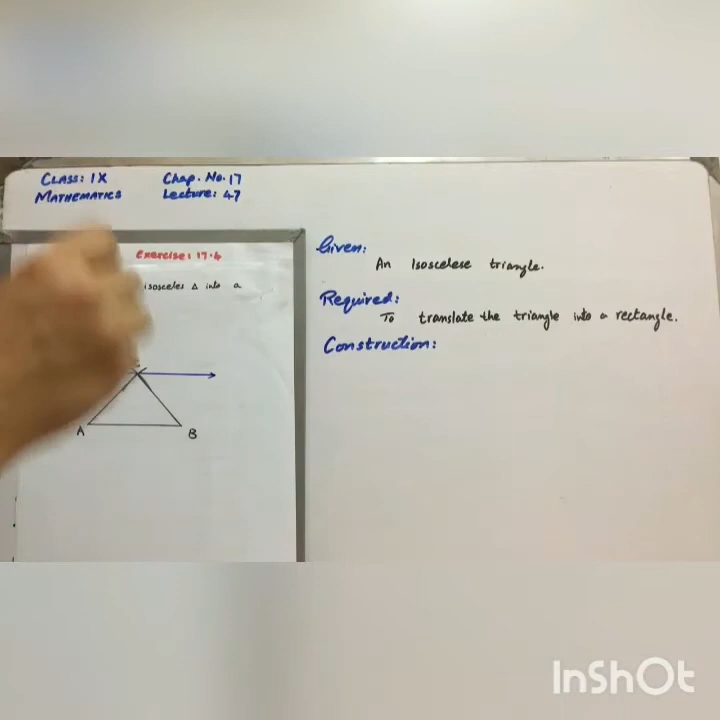 CLASS: IX
MATHEMATICS
Chap. No. 17
Lecture: 47
Exercise: 17.4
isosceles Δ into a
A
B
Given:
An Isoscelese triangle.
Required:
To translate the triangle into a rectangle.
Construction:
InShOt